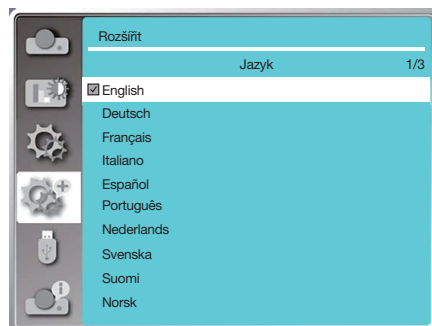 Rozšířit
Jazyk 1/3
English
Deutsch
Français
Italiano
Español
Português
Nederlands
Svenska
Suomi
Norsk